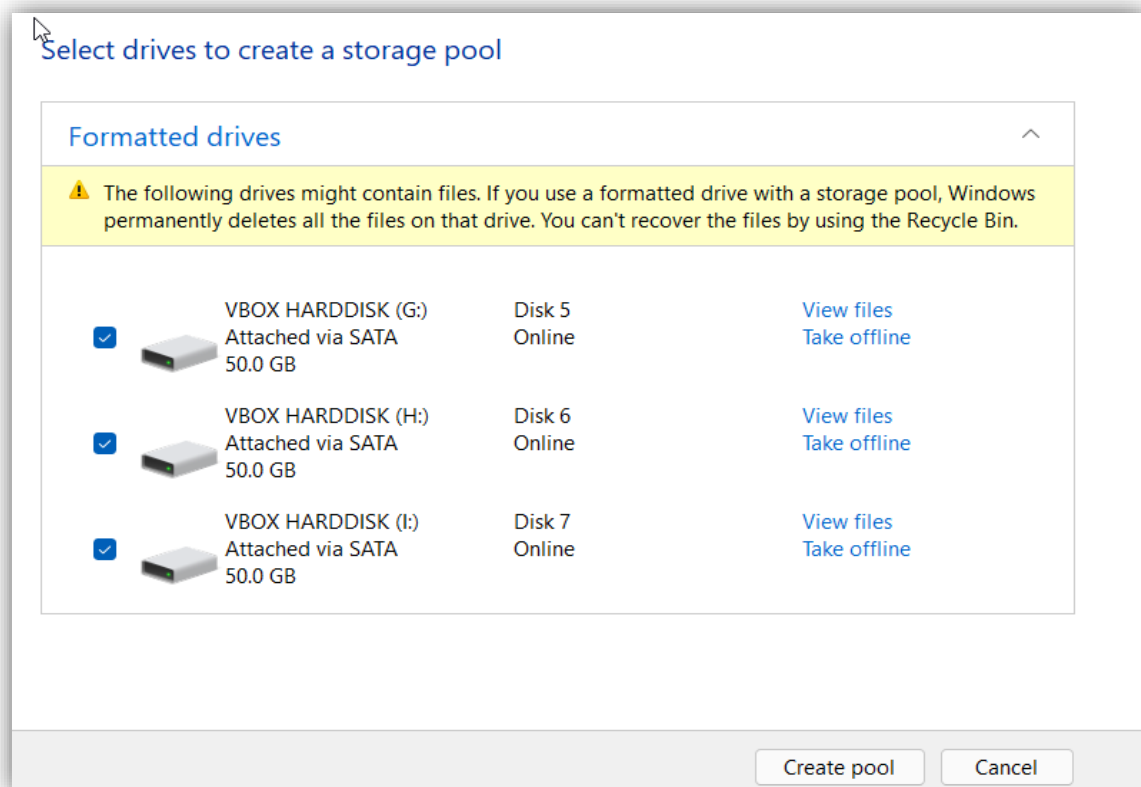 Select drives to create a storage pool
Formatted drives
The following drives might contain files. If you use a formatted drive with a storage pool, Windows
permanently deletes all the files on that drive. You can't recover the files by using the Recycle Bin.
VBOX HARDDISK (G:) Disk 5 View files
Attached via SATA Online Take offline
50.0 GB
VBOX HARDDISK (H:) Disk 6 View files
Attached via SATA Online Take offline
50.0 GB
VBOX HARDDISK (I:) Disk 7 View files
Attached via SATA Online Take offline
50.0 GB
Create pool Cancel